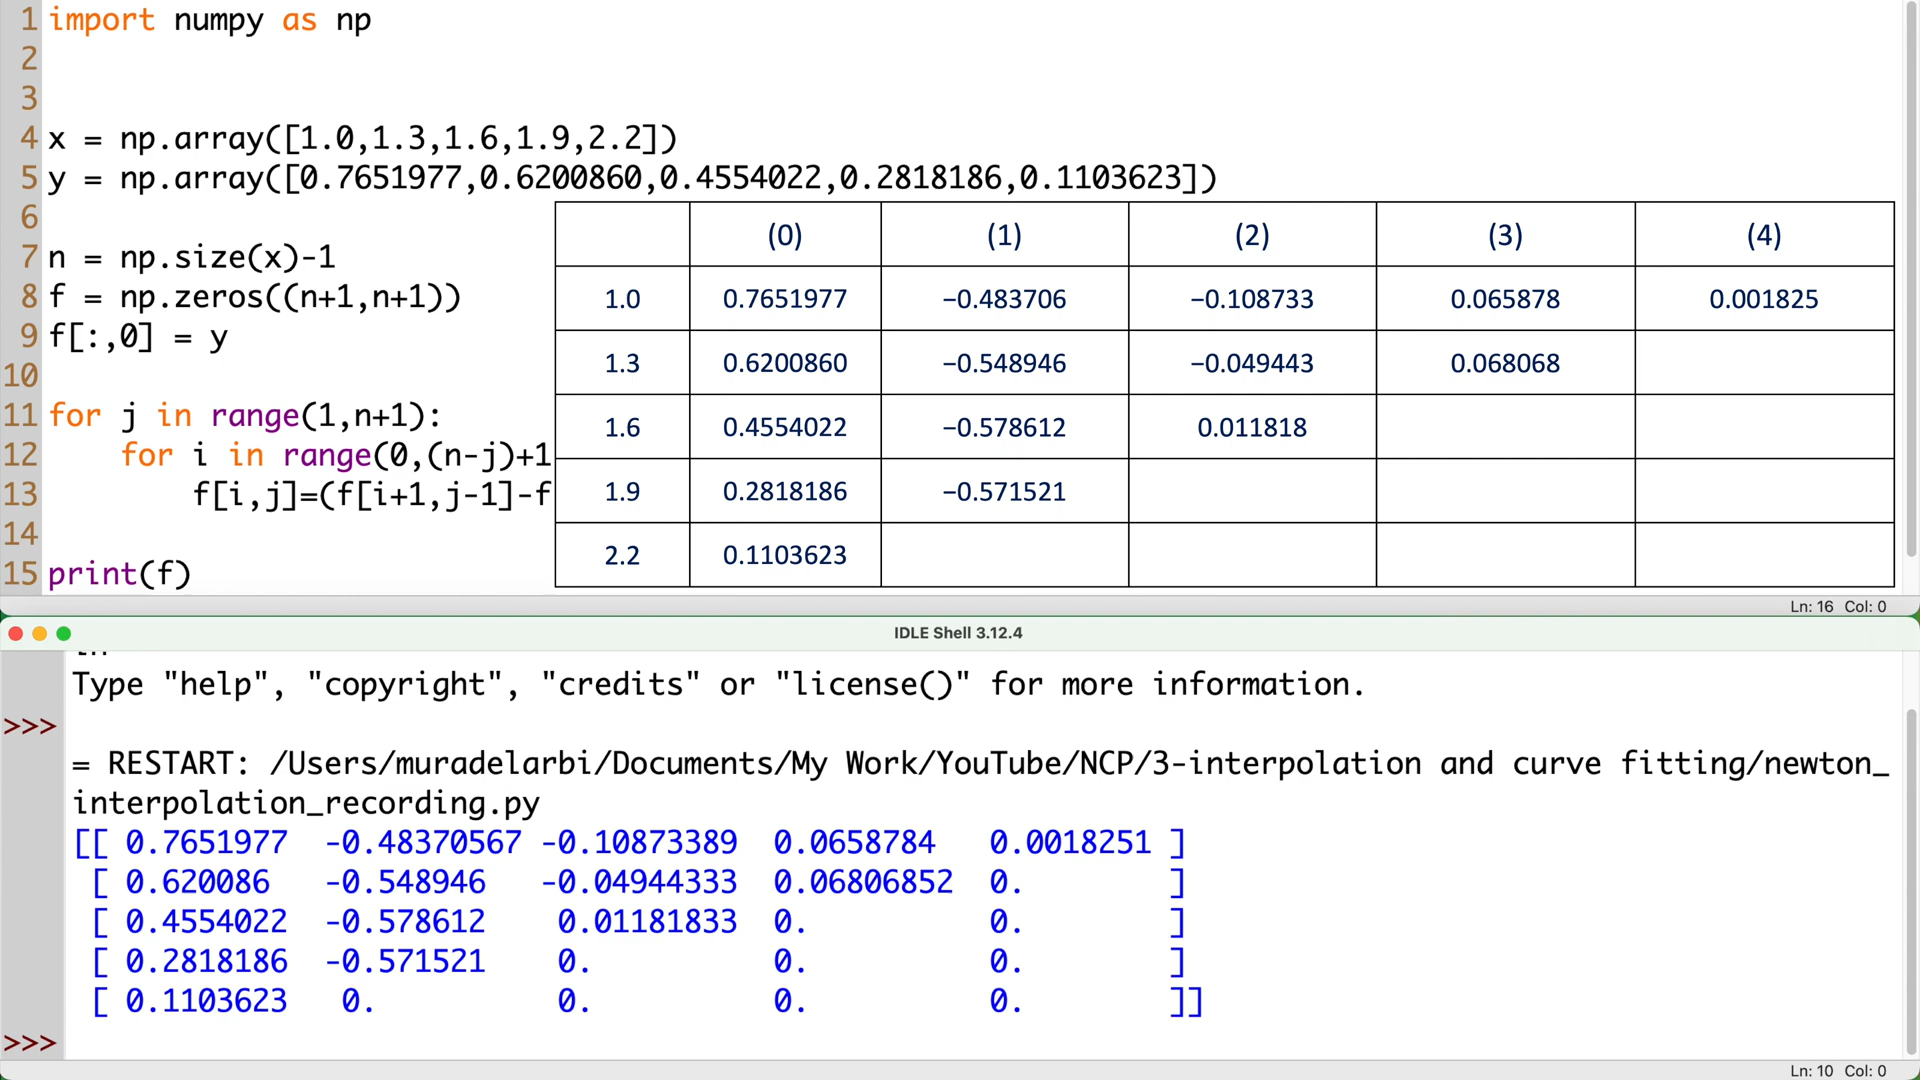 1 import numpy as np
2
3
4 x = np.array([1.0,1.3,1.6,1.9,2.2])
5 y = np.array([0.7651977,0.6200860,0.4554022,0.2818186,0.1103623])
6
7 n = np.size(x)-1
8 f = np.zeros((n+1,n+1))
9 f[:,0] = y
10
11 for j in range(1,n+1):
12     for i in range(0,(n-j)+1
13         f[i,j]=(f[i+1,j-1]-f
14
15 print(f)
(0) (1) (2) (3) (4)
1.0 0.7651977 −0.483706 −0.108733 0.065878 0.001825
1.3 0.6200860 −0.548946 −0.049443 0.068068
1.6 0.4554022 −0.578612 0.011818
1.9 0.2818186 −0.571521
2.2 0.1103623
Ln: 16 Col: 0
IDLE Shell 3.12.4
Type "help", "copyright", "credits" or "license()" for more information.
>>>
= RESTART: /Users/muradelarbi/Documents/My Work/YouTube/NCP/3-interpolation and curve fitting/newton_
interpolation_recording.py
[[ 0.7651977  -0.48370567 -0.10873389  0.0658784   0.0018251 ]
 [ 0.620086   -0.548946   -0.04944333  0.06806852  0.        ]
 [ 0.4554022  -0.578612    0.01181833  0.          0.        ]
 [ 0.2818186  -0.571521    0.          0.          0.        ]
 [ 0.1103623   0.          0.          0.          0.        ]]
>>>
Ln: 10 Col: 0